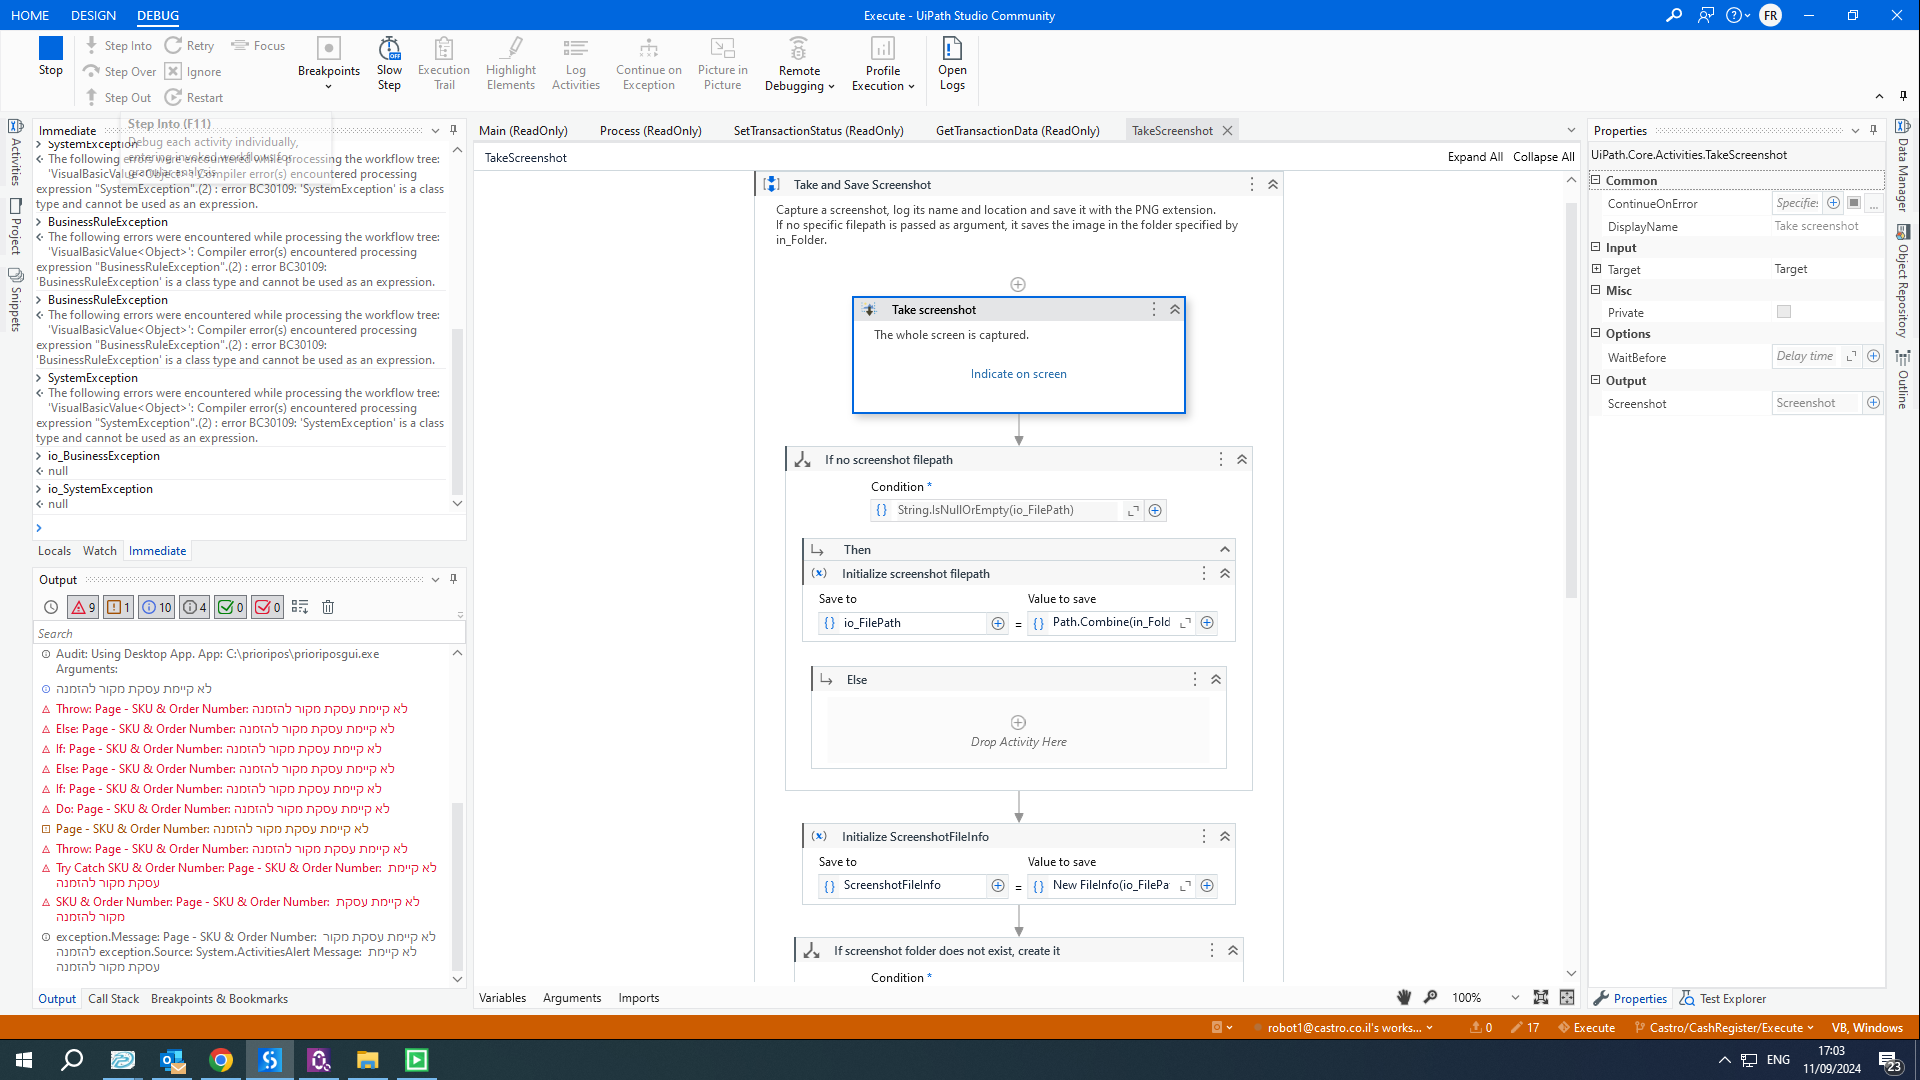 HOME DESIGN DEBUG
Execute - UiPath Studio Community
FR
Stop
Step Into
Step Over
Step Out
Retry
Ignore
Restart
Focus
Breakpoints
Slow Step
Execution Trail
Highlight Elements
Log Activities
Continue on Exception
Picture in Picture
Remote Debugging
Profile Execution
Open Logs
Step Into (F11)
Debug each activity individually,
entering invoked workflows for
granular analysis.
Activities
Project
Snippets
Immediate
SystemException
The following errors were encountered while processing the workflow tree:
'VisualBasicValue<Object>': Compiler error(s) encountered processing
expression "SystemException".(2) : error BC30109: 'SystemException' is a class
type and cannot be used as an expression.
BusinessRuleException
The following errors were encountered while processing the workflow tree:
'VisualBasicValue<Object>': Compiler error(s) encountered processing
expression "BusinessRuleException".(2) : error BC30109:
'BusinessRuleException' is a class type and cannot be used as an expression.
BusinessRuleException
The following errors were encountered while processing the workflow tree:
'VisualBasicValue<Object>': Compiler error(s) encountered processing
expression "BusinessRuleException".(2) : error BC30109:
'BusinessRuleException' is a class type and cannot be used as an expression.
SystemException
The following errors were encountered while processing the workflow tree:
'VisualBasicValue<Object>': Compiler error(s) encountered processing
expression "SystemException".(2) : error BC30109: 'SystemException' is a class
type and cannot be used as an expression.
io_BusinessException
null
io_SystemException
null
Locals Watch Immediate
Output
9 1 10 4 0 0
Search
Audit: Using Desktop App. App: C:\prioripos\prioriposgui.exe
Arguments:
לא קיימת עסקת מקור להזמנה
Throw: Page - SKU & Order Number: לא קיימת עסקת מקור להזמנה
Else: Page - SKU & Order Number: לא קיימת עסקת מקור להזמנה
If: Page - SKU & Order Number: לא קיימת עסקת מקור להזמנה
Else: Page - SKU & Order Number: לא קיימת עסקת מקור להזמנה
If: Page - SKU & Order Number: לא קיימת עסקת מקור להזמנה
Do: Page - SKU & Order Number: לא קיימת עסקת מקור להזמנה
Page - SKU & Order Number: לא קיימת עסקת מקור להזמנה
Throw: Page - SKU & Order Number: לא קיימת עסקת מקור להזמנה
Try Catch SKU & Order Number: Page - SKU & Order Number: לא קיימת
עסקת מקור להזמנה
SKU & Order Number: Page - SKU & Order Number: לא קיימת עסקת
מקור להזמנה
exception.Message: Page - SKU & Order Number: לא קיימת עסקת מקור
להזמנה exception.Source: System.ActivitiesAlert Message: לא קיימת
עסקת מקור להזמנה
Output Call Stack Breakpoints & Bookmarks
Main (ReadOnly) Process (ReadOnly) SetTransactionStatus (ReadOnly) GetTransactionData (ReadOnly) TakeScreenshot
TakeScreenshot
Expand All Collapse All
Take and Save Screenshot
Capture a screenshot, log its name and location and save it with the PNG extension.
If no specific filepath is passed as argument, it saves the image in the folder specified by
in_Folder.
Take screenshot
The whole screen is captured.
Indicate on screen
If no screenshot filepath
Condition *
String.IsNullOrEmpty(io_FilePath)
Then
Initialize screenshot filepath
Save to Value to save
io_FilePath = Path.Combine(in_Fold
Else
Drop Activity Here
Initialize ScreenshotFileInfo
Save to Value to save
ScreenshotFileInfo = New FileInfo(io_FilePa
If screenshot folder does not exist, create it
Condition *
Variables Arguments Imports
100%
Properties
UiPath.Core.Activities.TakeScreenshot
Common
ContinueOnError Specifies
DisplayName Take screenshot
Input
Target Target
Misc
Private
Options
WaitBefore Delay time
Output
Screenshot Screenshot
Properties Test Explorer
Data Manager
Object Repository
Outline
robot1@castro.co.il's works... 0 17 Execute Castro/CashRegister/Execute VB, Windows
ENG
17:03
11/09/2024
23